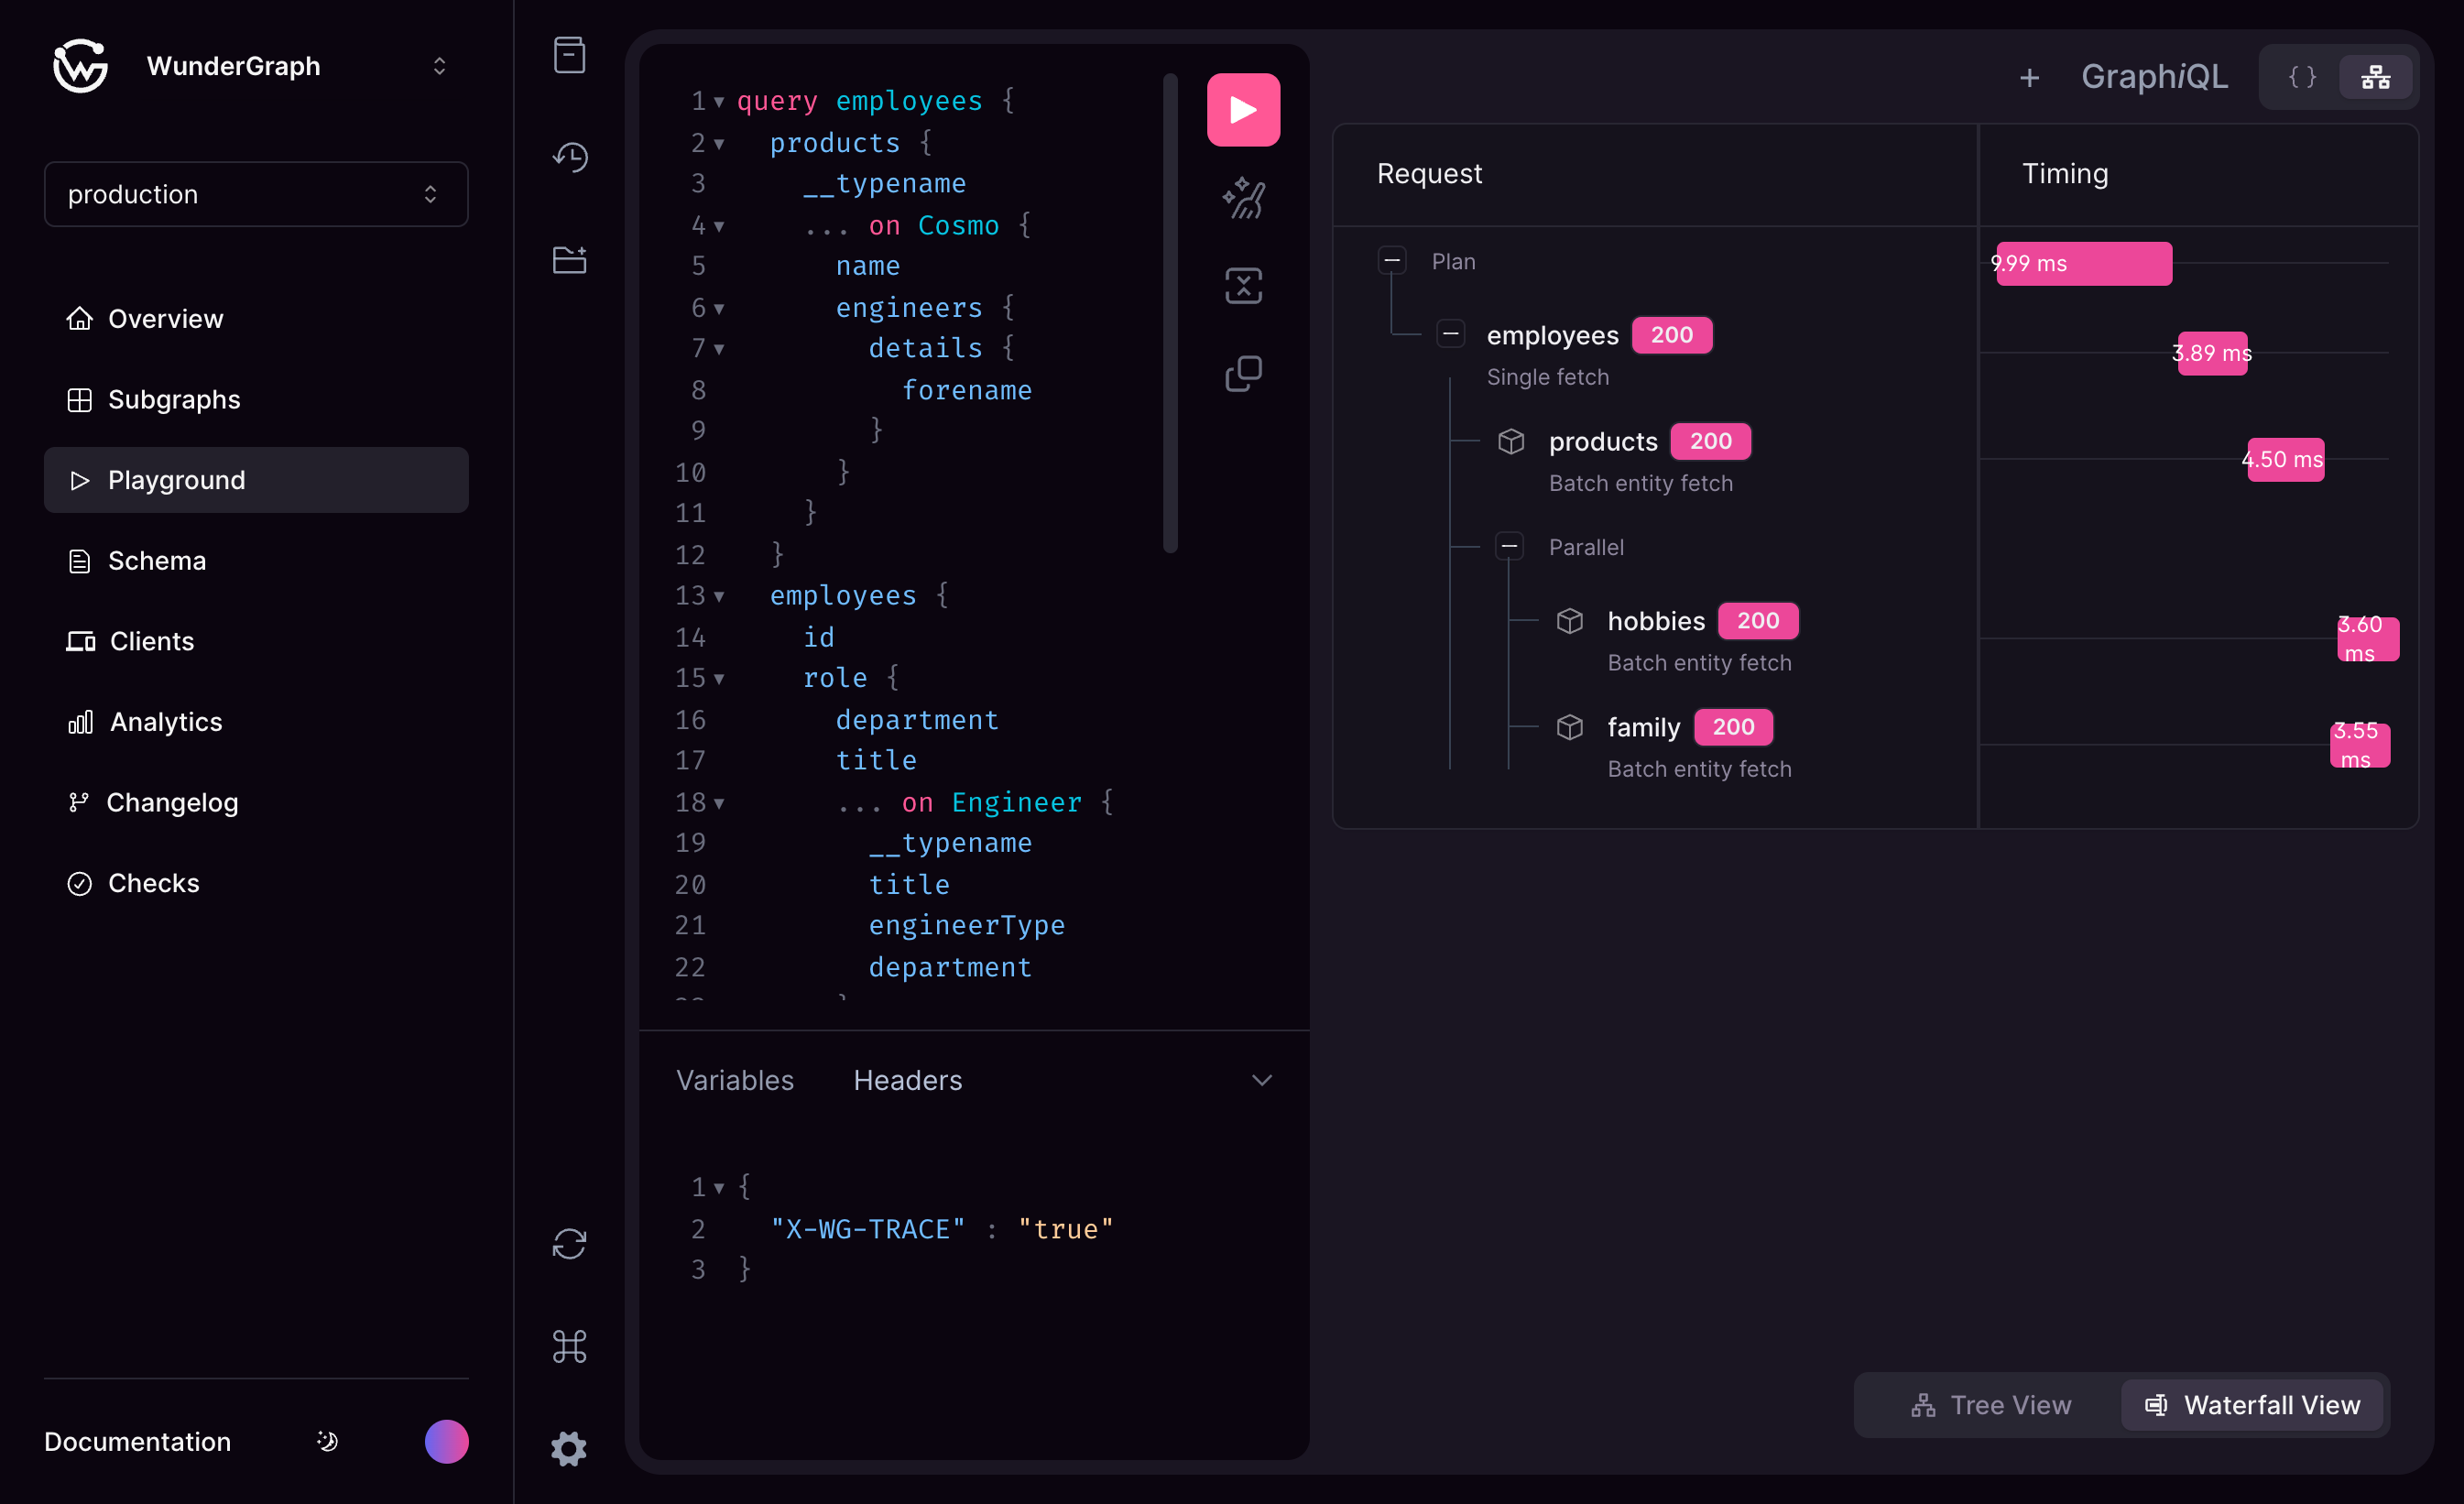 WunderGraph
production
Overview
Subgraphs
Playground
Schema
Clients
Analytics
Changelog
Checks
Documentation
1 query employees {
2 products {
3 __typename
4 ... on Cosmo {
5 name
6 engineers {
7 details {
8 forename
9 }
10 }
11 }
12 }
13 employees {
14 id
15 role {
16 department
17 title
18 ... on Engineer {
19 __typename
20 title
21 engineerType
22 department
Variables Headers
1 {
2 "X-WG-TRACE" : "true"
3 }
+ GraphiQL { }
Request Timing
Plan 9.99 ms
employees 200 3.89 ms
Single fetch
products 200 4.50 ms
Batch entity fetch
Parallel
hobbies 200 3.60 ms
Batch entity fetch
family 200 3.55 ms
Batch entity fetch
Tree View Waterfall View